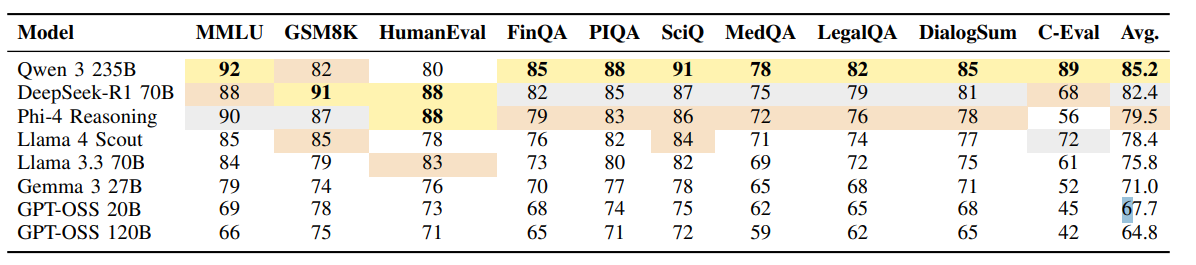 Model MMLU GSM8K HumanEval FinQA PIQA SciQ MedQA LegalQA DialogSum C-Eval Avg.
Qwen 3 235B 92 82 80 85 88 91 78 82 85 89 85.2
DeepSeek-R1 70B 88 91 88 82 85 87 75 79 81 68 82.4
Phi-4 Reasoning 90 87 88 79 83 86 72 76 78 56 79.5
Llama 4 Scout 85 85 78 76 82 84 71 74 77 72 78.4
Llama 3.3 70B 84 79 83 73 80 82 69 72 75 61 75.8
Gemma 3 27B 79 74 76 70 77 78 65 68 71 52 71.0
GPT-OSS 20B 69 78 73 68 74 75 62 65 68 45 67.7
GPT-OSS 120B 66 75 71 65 71 72 59 62 65 42 64.8